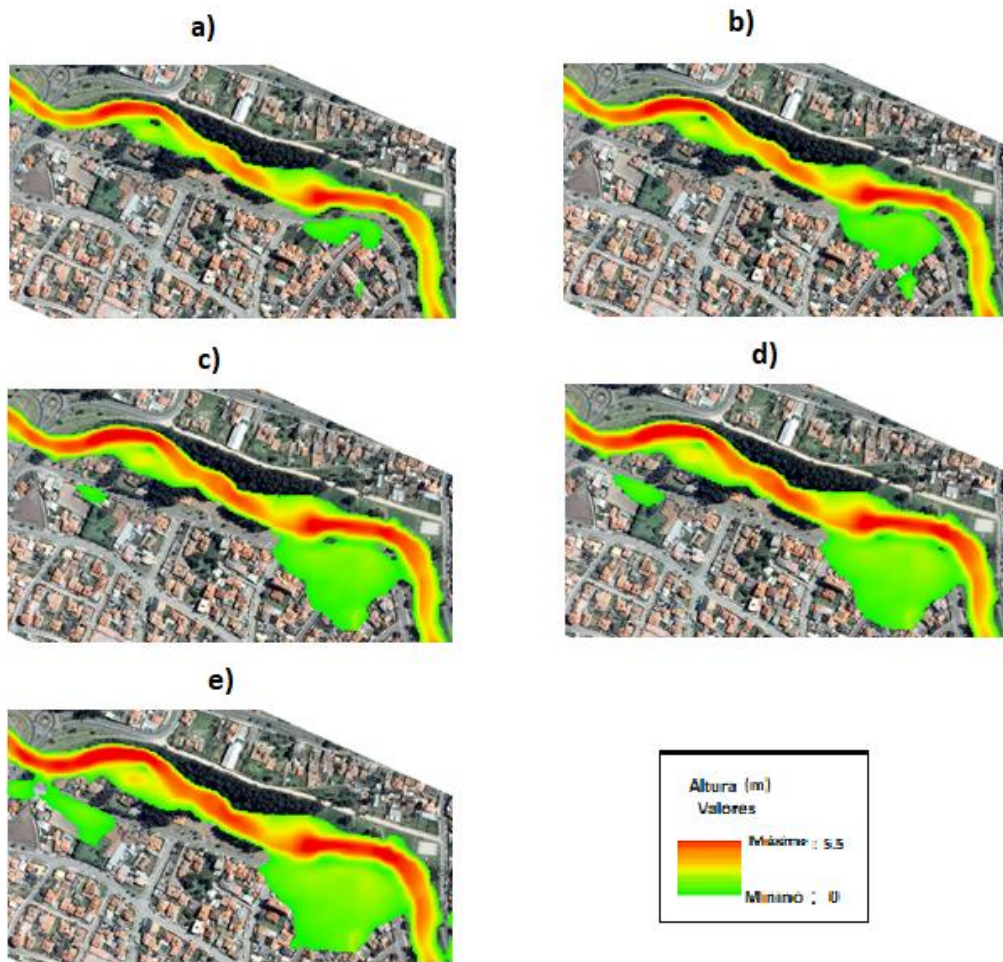 a)
b)
c)
d)
e)
Altura (m)
Valores
Máximo : 5.5
Mínimo : 0